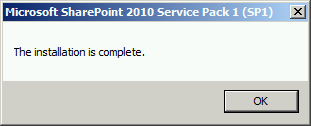 Microsoft SharePoint 2010 Service Pack 1 (SP1)
The installation is complete.
OK